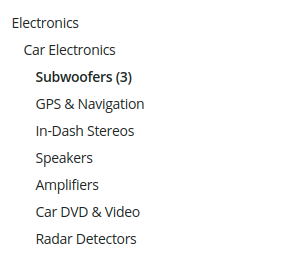 Electronics
Car Electronics
Subwoofers (3)
GPS & Navigation
In-Dash Stereos
Speakers
Amplifiers
Car DVD & Video
Radar Detectors